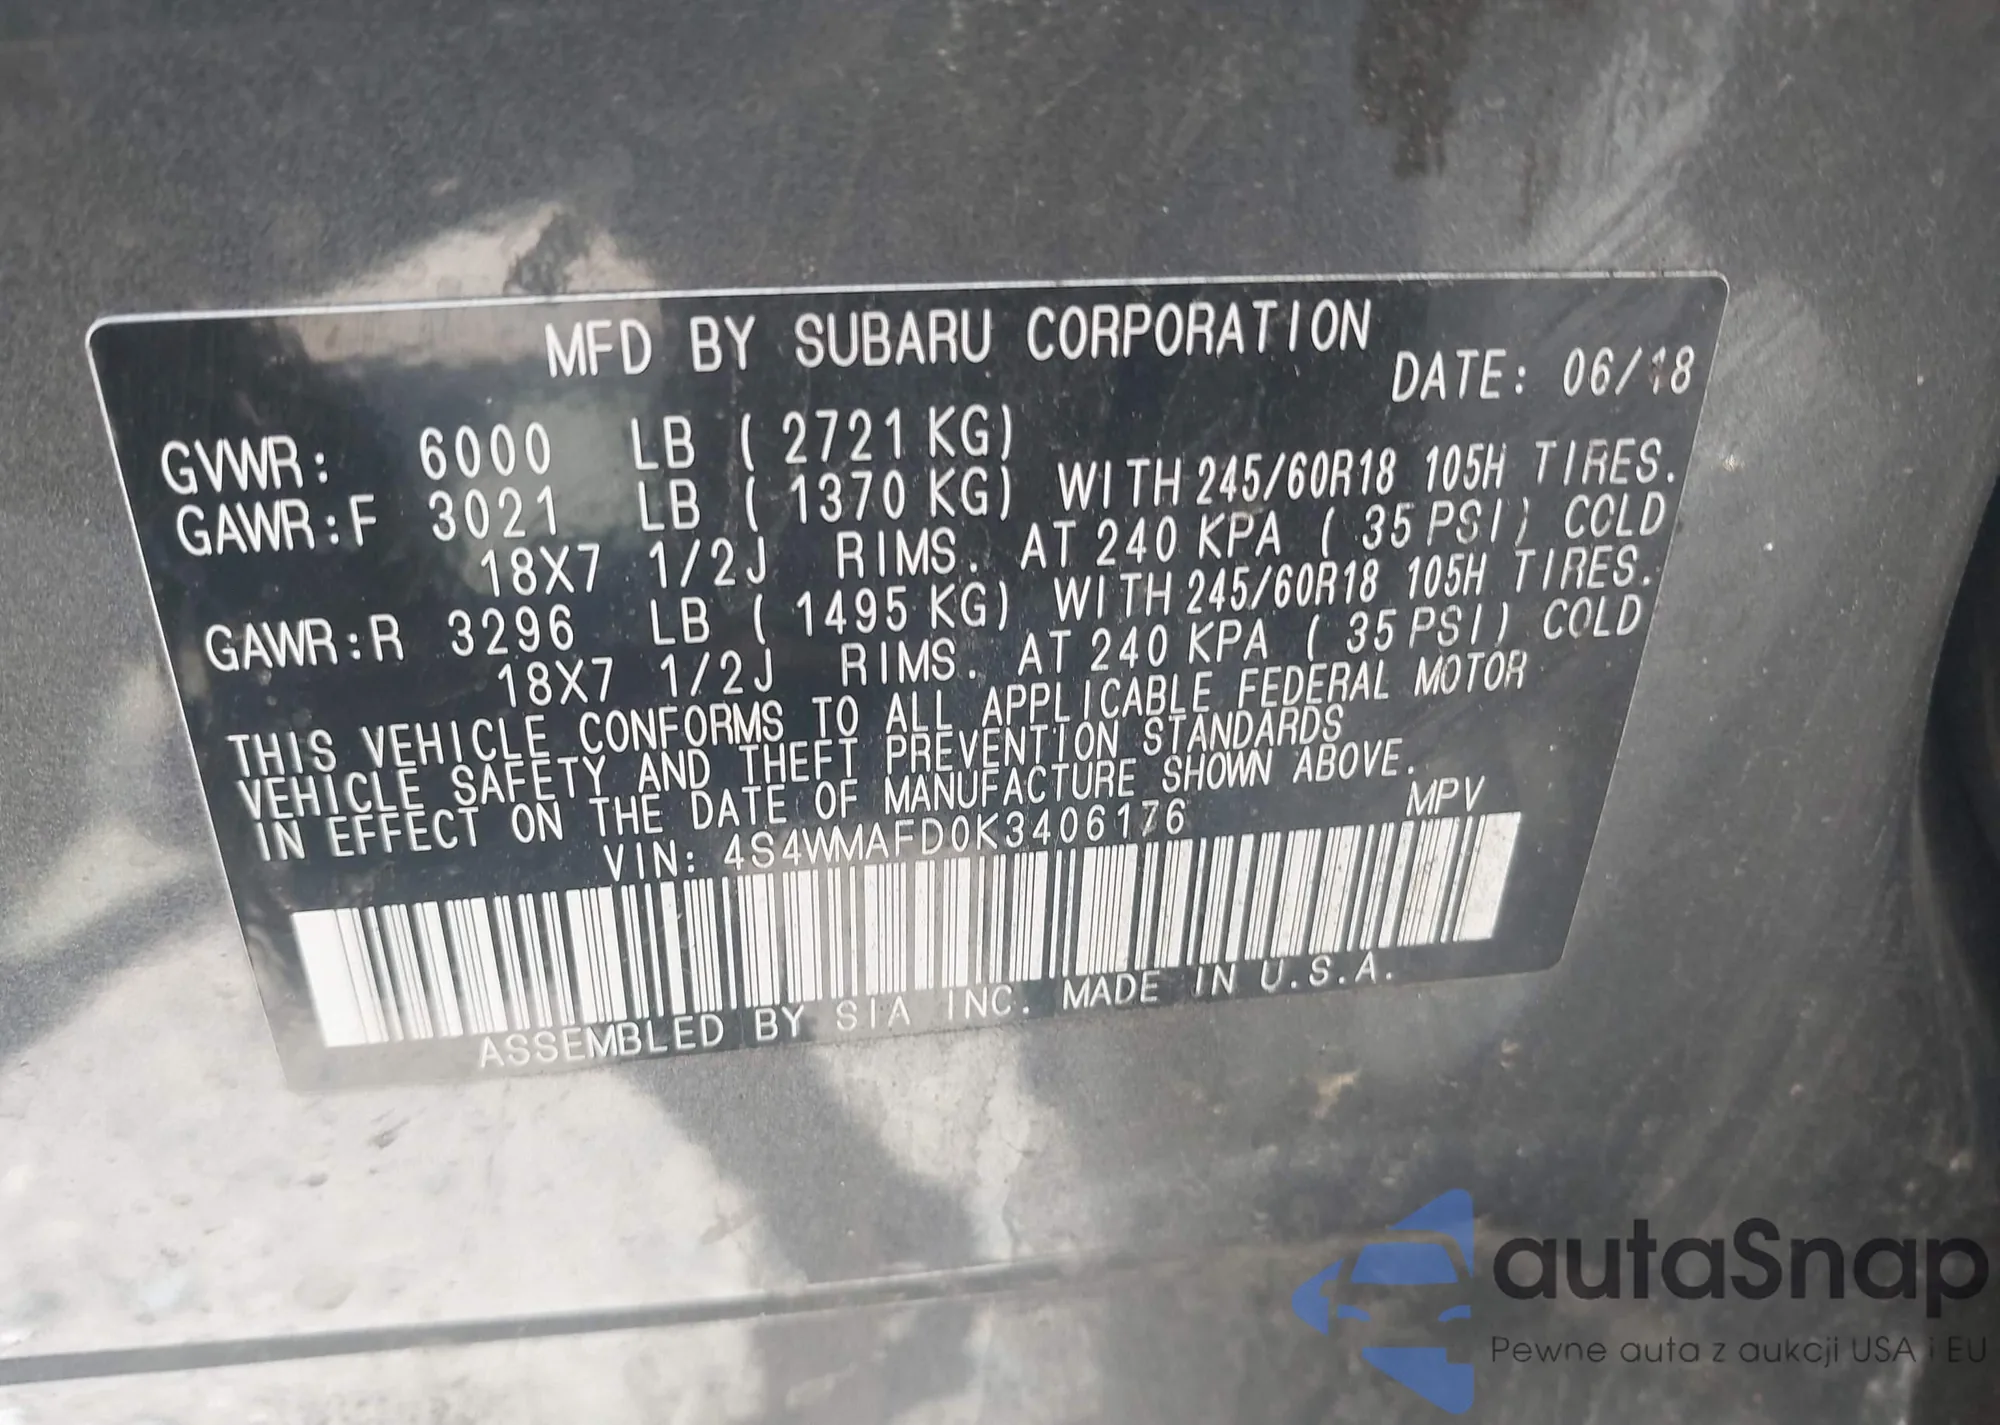 MFD BY SUBARU CORPORATION
DATE: 06/18
GVWR: 6000 LB ( 2721 KG)
GAWR:F 3021 LB ( 1370 KG) WITH 245/60R18 105H TIRES.
18X7 1/2J RIMS. AT 240 KPA ( 35 PSI) COLD
GAWR:R 3296 LB ( 1495 KG) WITH 245/60R18 105H TIRES.
18X7 1/2J RIMS. AT 240 KPA ( 35 PSI) COLD
THIS VEHICLE CONFORMS TO ALL APPLICABLE FEDERAL MOTOR
VEHICLE SAFETY AND THEFT PREVENTION STANDARDS
IN EFFECT ON THE DATE OF MANUFACTURE SHOWN ABOVE.
VIN: 4S4WMAFD0K3406176 MPV
ASSEMBLED BY SIA INC. MADE IN U.S.A.
autaSnap
Pewne auta z aukcji USA i EU